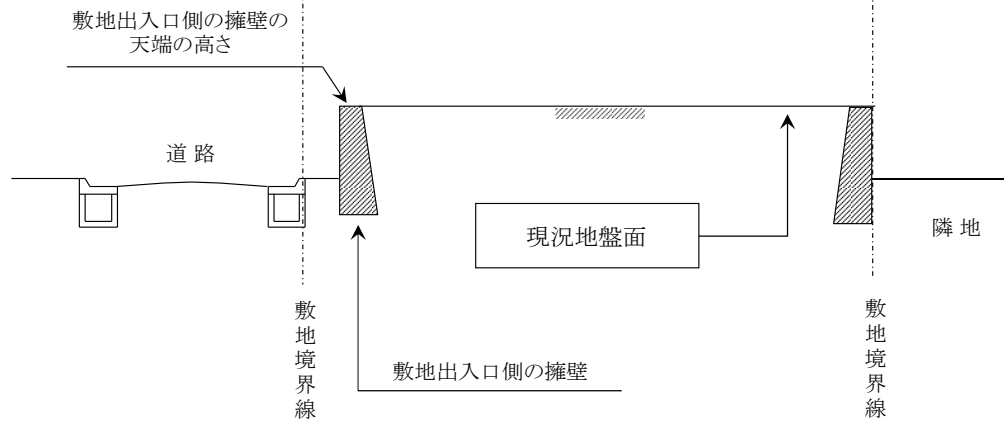 敷地出入口側の擁壁の
天端の高さ
道路
現況地盤面
隣地
敷地境界線
敷地出入口側の擁壁
敷地境界線